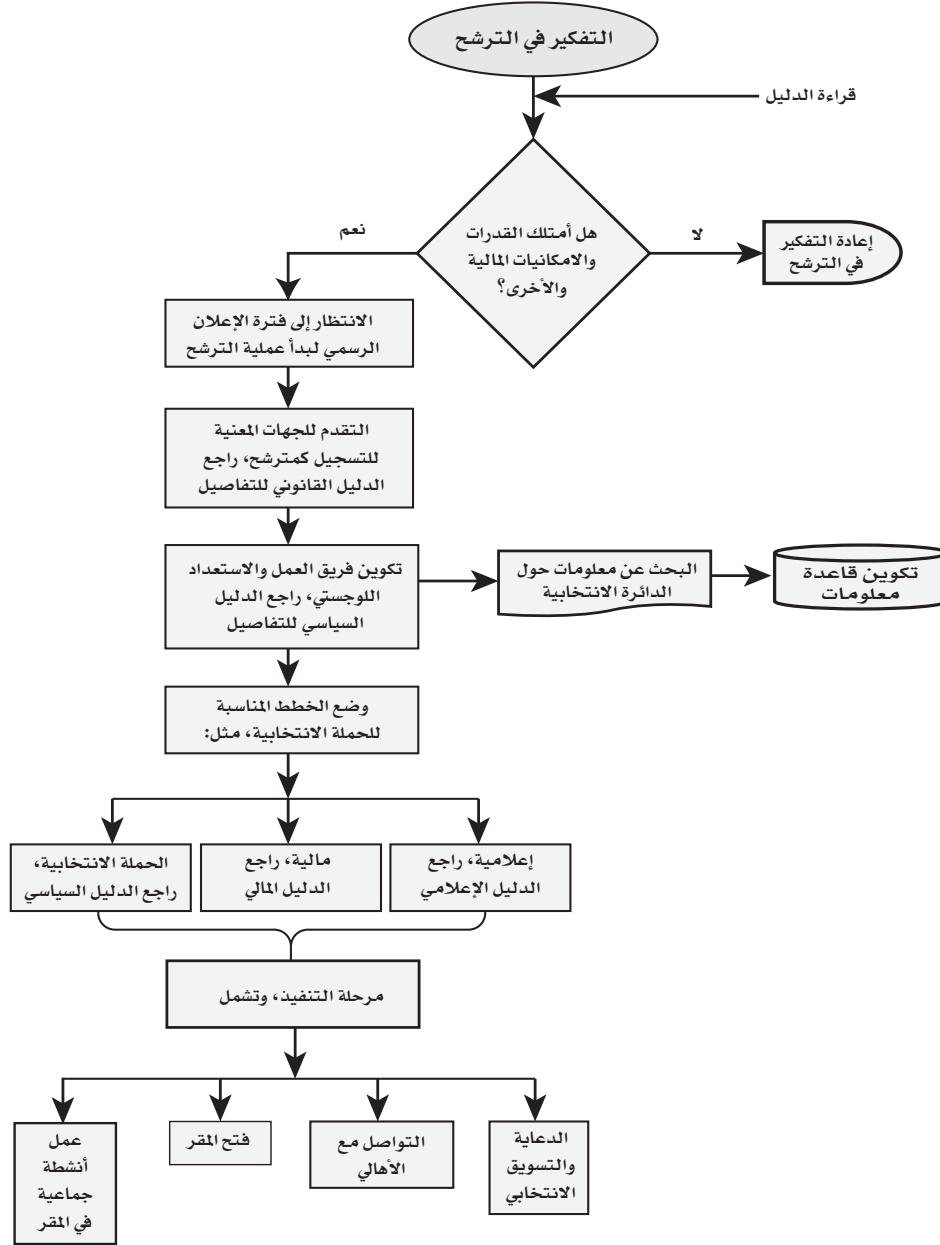 التفكير في الترشح
قراءة الدليل
هل أمتلك القدرات
والامكانيات المالية
والأخرى؟
لا
إعادة التفكير
في الترشح
نعم
الانتظار إلى فترة الإعلان
الرسمي لبدأ عملية الترشح
التقدم للجهات المعنية
للتسجيل كمترشح، راجع
الدليل القانوني للتفاصيل
تكوين فريق العمل والاستعداد
اللوجستي، راجع الدليل
السياسي للتفاصيل
البحث عن معلومات حول
الدائرة الانتخابية
تكوين قاعدة
معلومات
وضع الخطط المناسبة
للحملة الانتخابية، مثل:
إعلامية، راجع
الدليل الإعلامي
مالية، راجع
الدليل المالي
الحملة الانتخابية،
راجع الدليل السياسي
مرحلة التنفيذ، وتشمل
الدعاية
والتسويق
الانتخابي
التواصل مع
الأهالي
فتح المقر
عمل
أنشطة
جماعية
في المقر